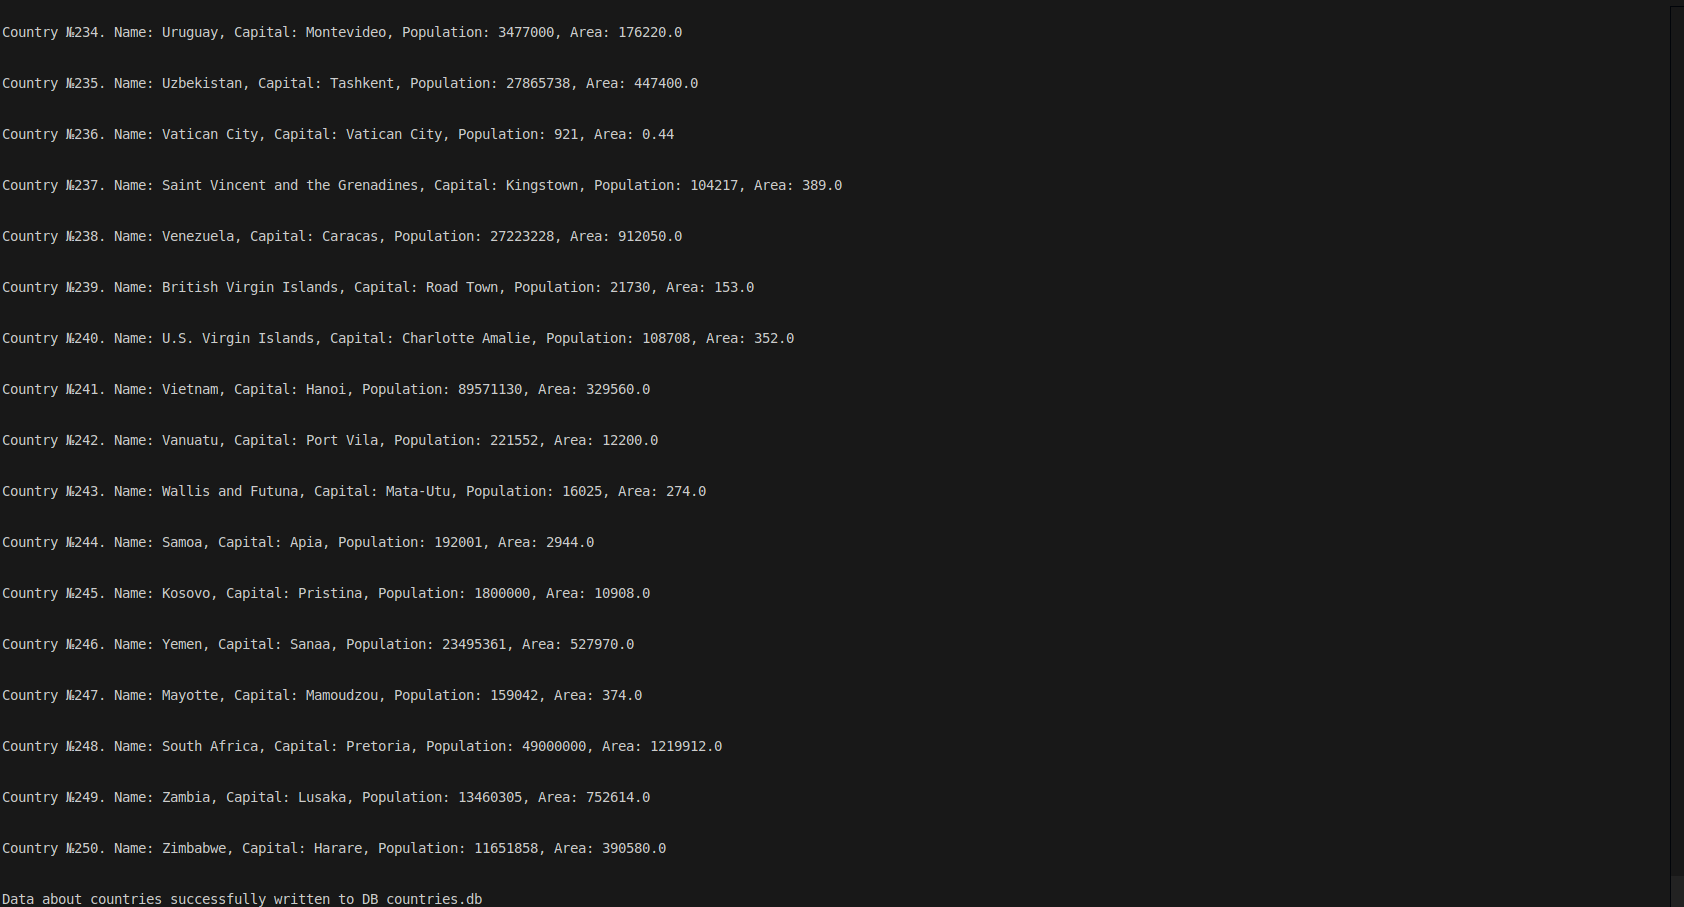 Country №234. Name: Uruguay, Capital: Montevideo, Population: 3477000, Area: 176220.0
Country №235. Name: Uzbekistan, Capital: Tashkent, Population: 27865738, Area: 447400.0
Country №236. Name: Vatican City, Capital: Vatican City, Population: 921, Area: 0.44
Country №237. Name: Saint Vincent and the Grenadines, Capital: Kingstown, Population: 104217, Area: 389.0
Country №238. Name: Venezuela, Capital: Caracas, Population: 27223228, Area: 912050.0
Country №239. Name: British Virgin Islands, Capital: Road Town, Population: 21730, Area: 153.0
Country №240. Name: U.S. Virgin Islands, Capital: Charlotte Amalie, Population: 108708, Area: 352.0
Country №241. Name: Vietnam, Capital: Hanoi, Population: 89571130, Area: 329560.0
Country №242. Name: Vanuatu, Capital: Port Vila, Population: 221552, Area: 12200.0
Country №243. Name: Wallis and Futuna, Capital: Mata-Utu, Population: 16025, Area: 274.0
Country №244. Name: Samoa, Capital: Apia, Population: 192001, Area: 2944.0
Country №245. Name: Kosovo, Capital: Pristina, Population: 1800000, Area: 10908.0
Country №246. Name: Yemen, Capital: Sanaa, Population: 23495361, Area: 527970.0
Country №247. Name: Mayotte, Capital: Mamoudzou, Population: 159042, Area: 374.0
Country №248. Name: South Africa, Capital: Pretoria, Population: 49000000, Area: 1219912.0
Country №249. Name: Zambia, Capital: Lusaka, Population: 13460305, Area: 752614.0
Country №250. Name: Zimbabwe, Capital: Harare, Population: 11651858, Area: 390580.0
Data about countries successfully written to DB countries.db